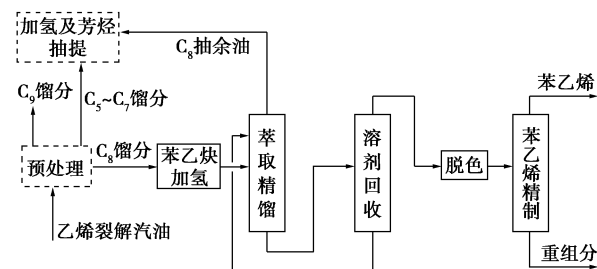 加氢及芳烃
抽提
C8抽余油
C9馏分
C5~C7馏分
C8馏分
预处理
苯乙炔
加氢
萃取精馏
溶剂回收
脱色
苯乙烯精制
苯乙烯
重组分
乙烯裂解汽油